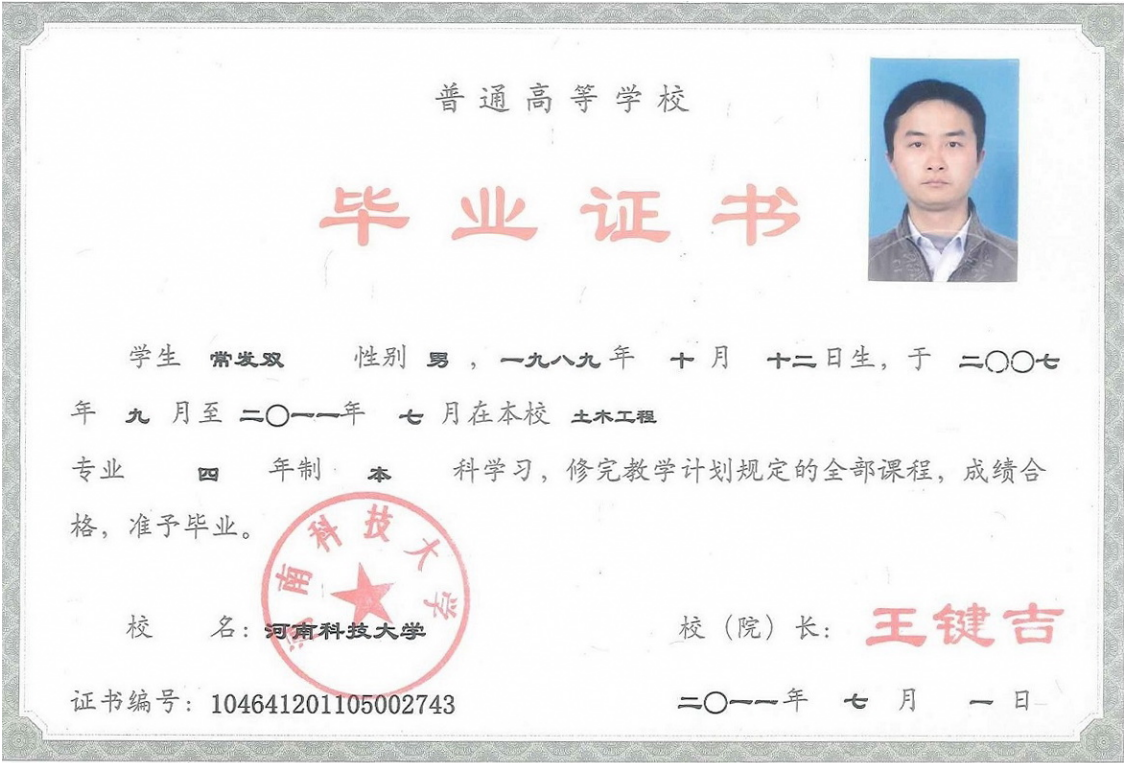 普通高等学校
毕业证书
学生 常发双 性别 男 ，一九八九 年 十 月 十二 日生，于 二〇〇七
年 九 月至 二〇一一年 七 月在本校 土木工程
专业 四 年制 本 科学习，修完教学计划规定的全部课程，成绩合
格，准予毕业。
河南科技大学
校 名：河南科技大学 校（院）长：王键吉
证书编号：104641201105002743 二〇一一年 七 月 一 日